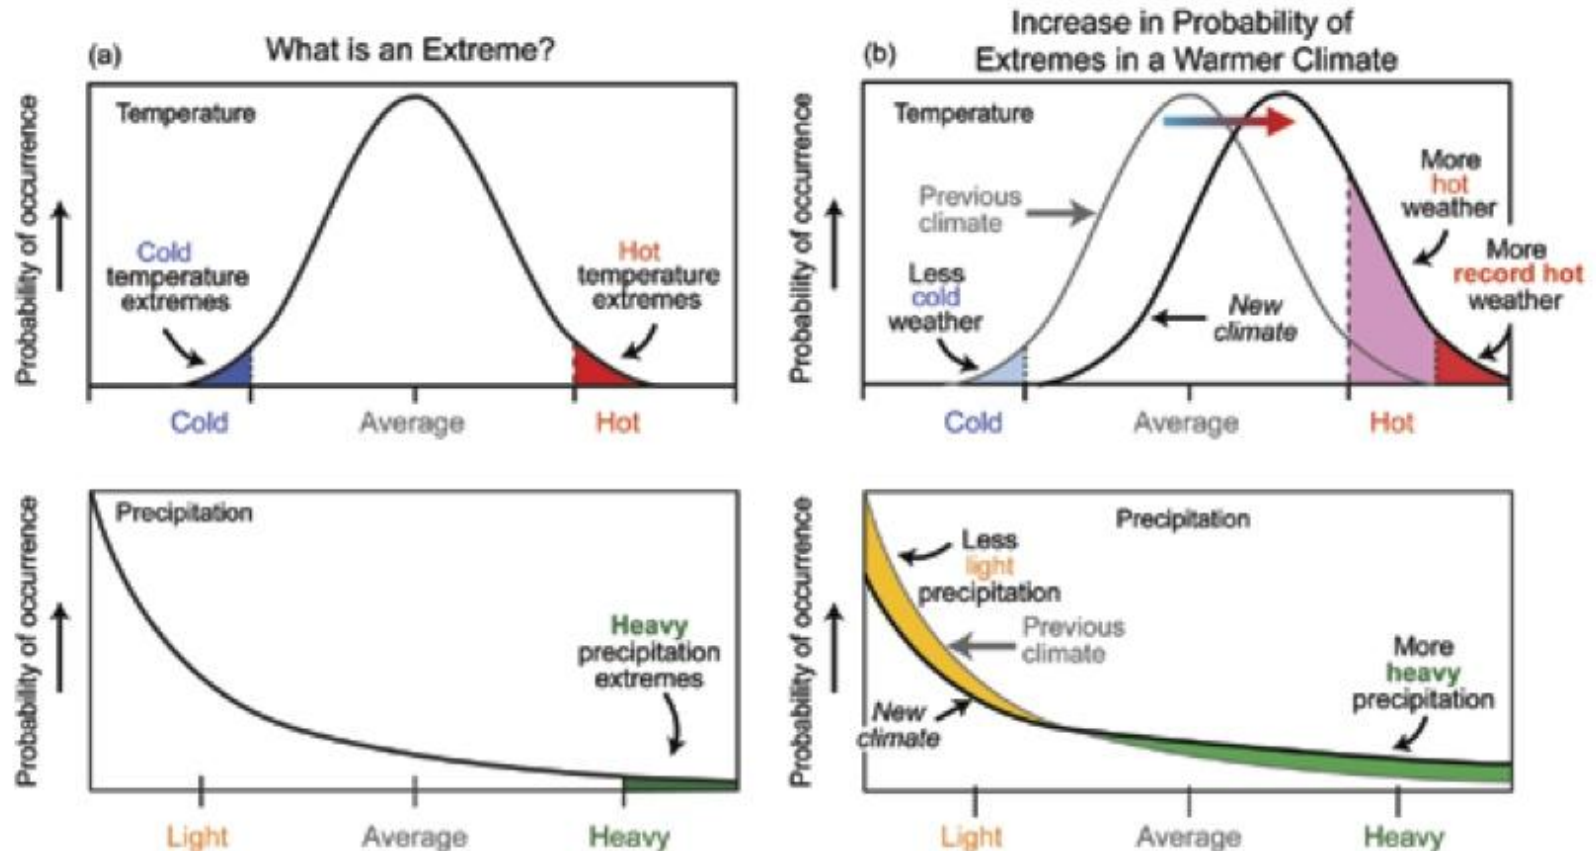 (a)
What is an Extreme?
Temperature
Probability of occurrence
Cold
temperature
extremes
Hot
temperature
extremes
Cold
Average
Hot
(b)
Increase in Probability of
Extremes in a Warmer Climate
Temperature
Probability of occurrence
Previous
climate
Less
cold
weather
New
climate
More
hot
weather
More
record hot
weather
Cold
Average
Hot
Precipitation
Probability of occurrence
Heavy
precipitation
extremes
Light
Average
Heavy
Precipitation
Probability of occurrence
Less
light
precipitation
Previous
climate
New
climate
More
heavy
precipitation
Light
Average
Heavy